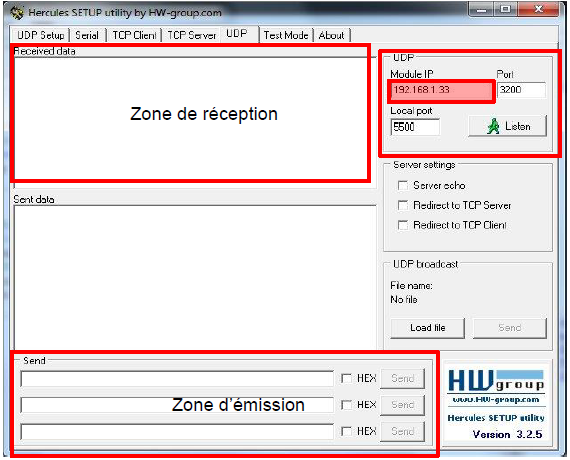 Hercules SETUP utility by HW-group.com
UDP Setup Serial TCP Client TCP Server UDP Test Mode About
Received data
Zone de réception
UDP
Module IP Port
192.168.1.33 3200
Local port
5500 Listen
Server settings
Server echo
Redirect to TCP Server
Redirect to TCP Client
Sent data
UDP broadcast
File name:
No file
Load file Send
Send
HEX Send
Zone d'émission HEX Send
HEX Send
HW group
www.HW-group.com
Hercules SETUP utility
Version 3.2.5